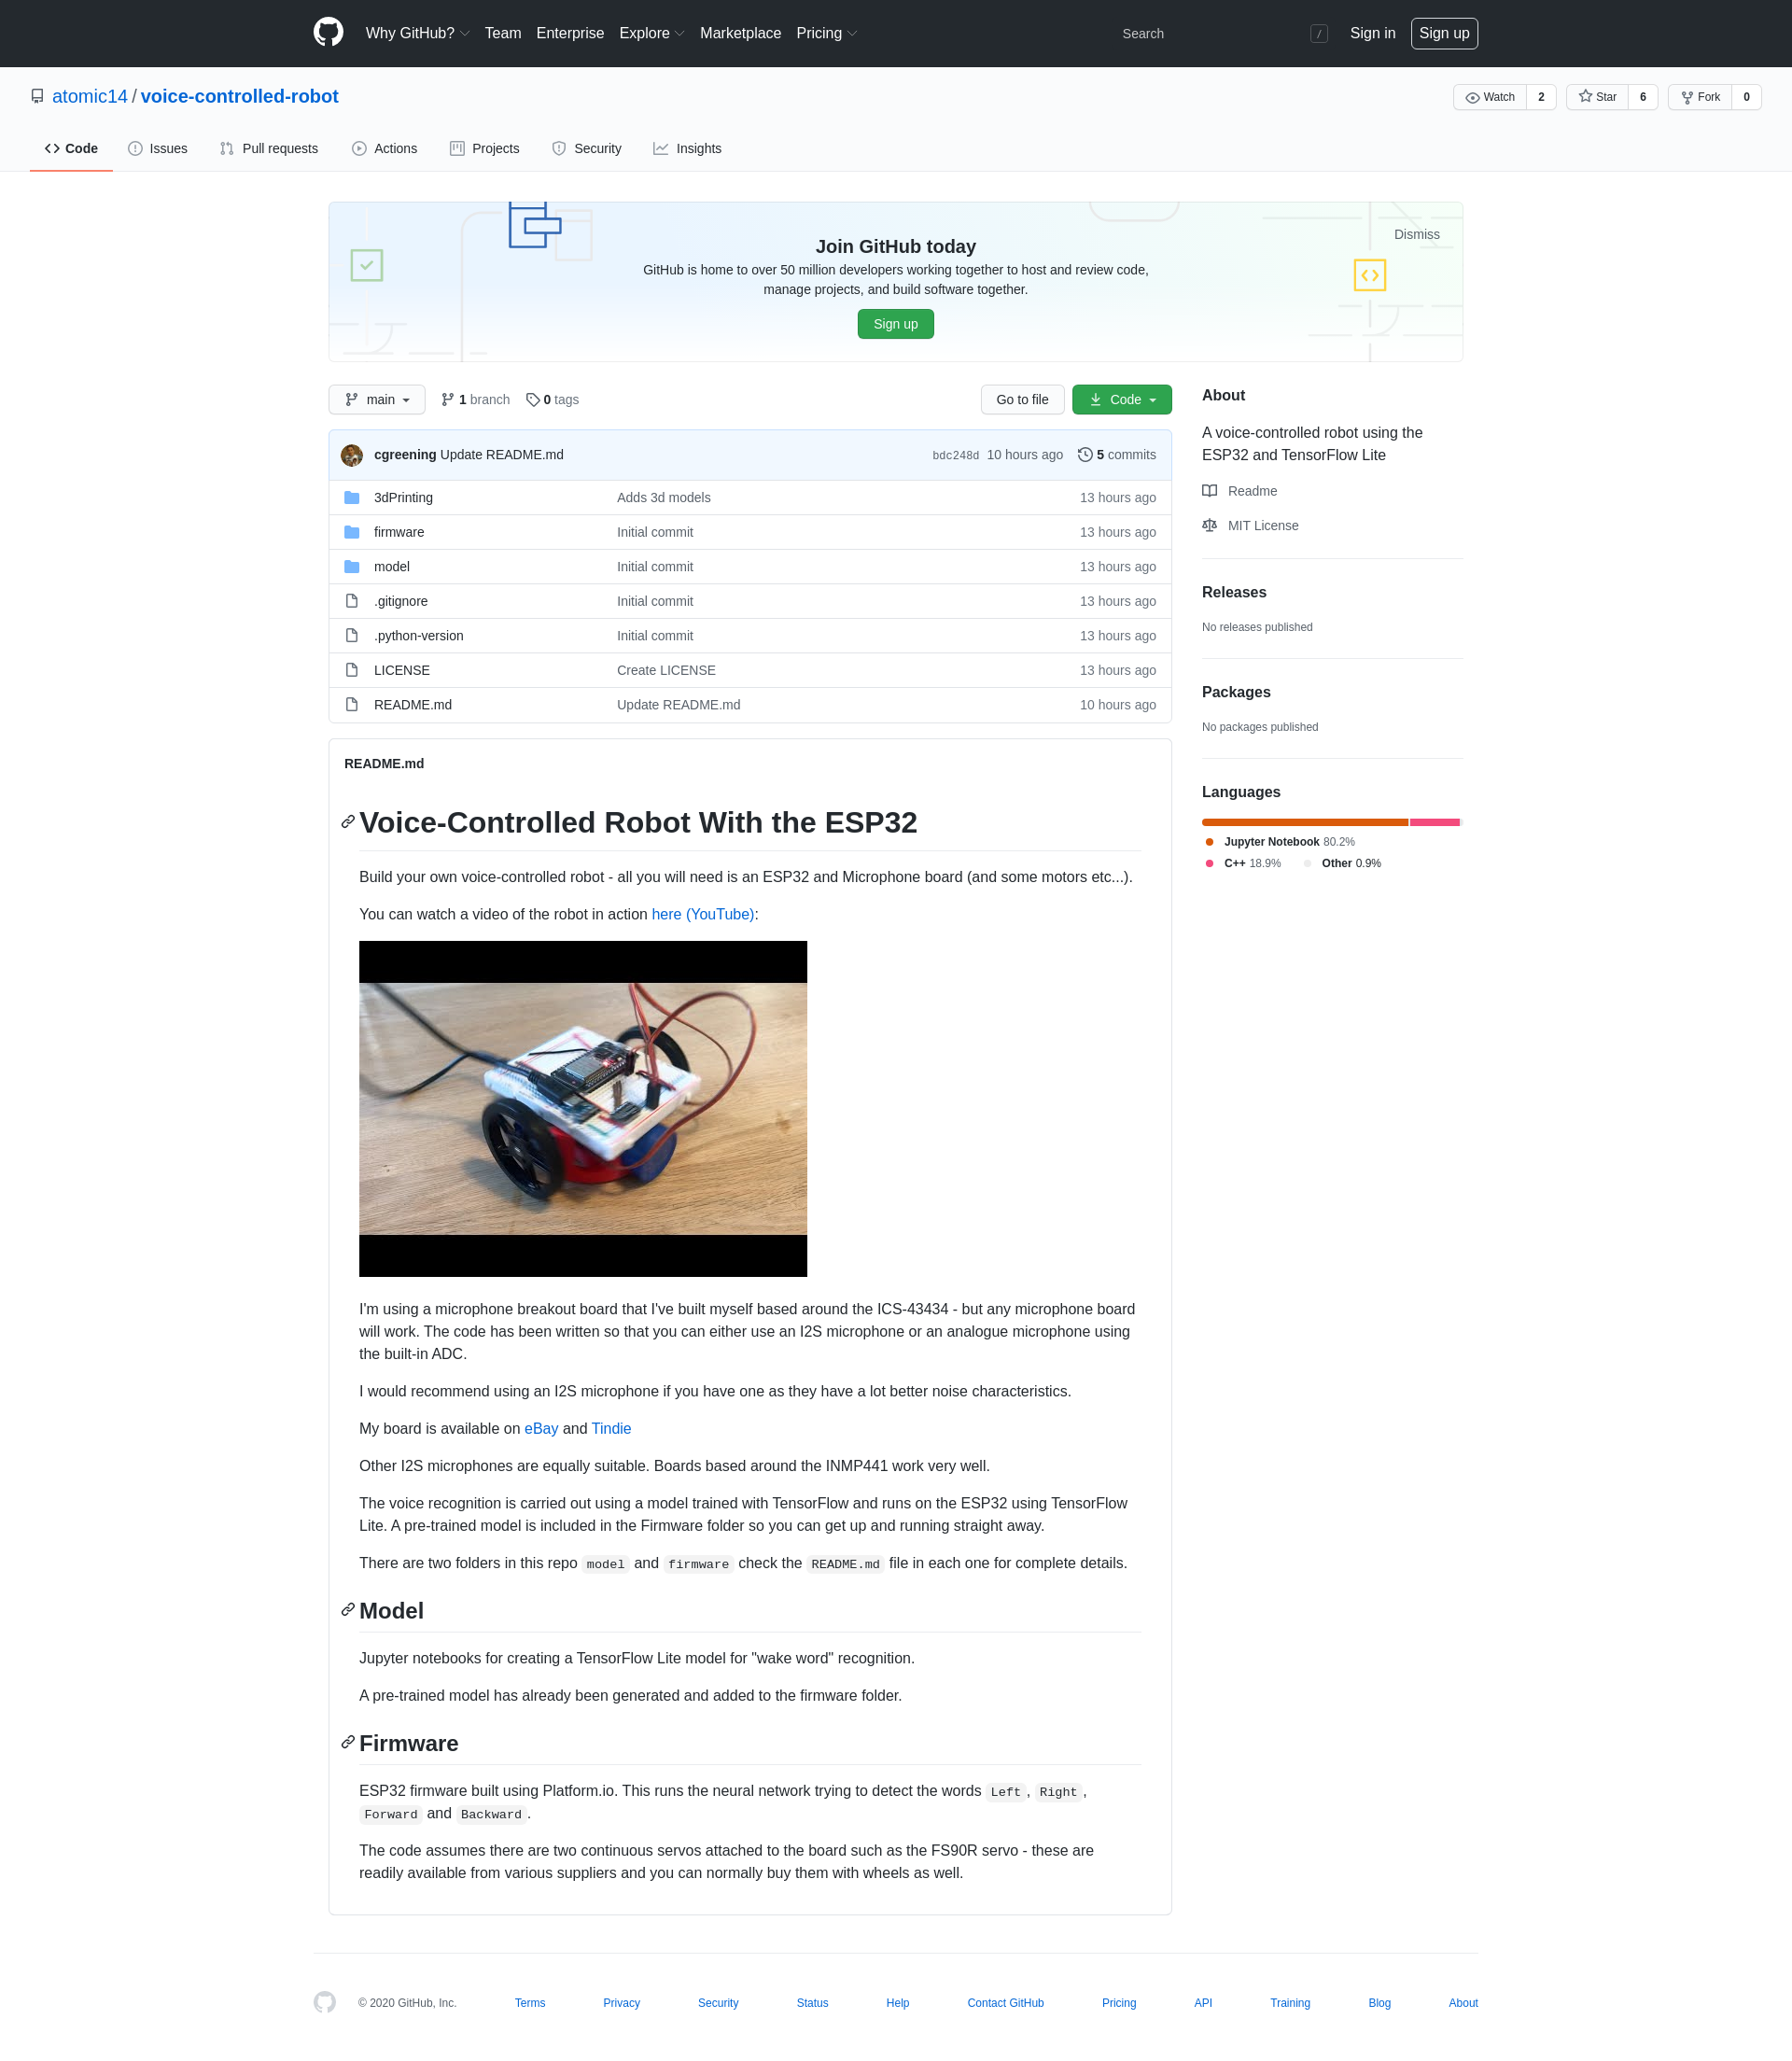 Why GitHub? Team Enterprise Explore Marketplace Pricing Search / Sign in Sign up
atomic14 / voice-controlled-robot Watch 2 Star 6 Fork 0
Code Issues Pull requests Actions Projects Security Insights
Dismiss
Join GitHub today
GitHub is home to over 50 million developers working together to host and review code,
manage projects, and build software together.
Sign up
main 1 branch 0 tags Go to file Code
cgreening Update README.md bdc248d 10 hours ago 5 commits
3dPrinting Adds 3d models 13 hours ago
firmware Initial commit 13 hours ago
model Initial commit 13 hours ago
.gitignore Initial commit 13 hours ago
.python-version Initial commit 13 hours ago
LICENSE Create LICENSE 13 hours ago
README.md Update README.md 10 hours ago
README.md
Voice-Controlled Robot With the ESP32
Build your own voice-controlled robot - all you will need is an ESP32 and Microphone board (and some motors etc...).
You can watch a video of the robot in action here (YouTube):
I'm using a microphone breakout board that I've built myself based around the ICS-43434 - but any microphone board
will work. The code has been written so that you can either use an I2S microphone or an analogue microphone using
the built-in ADC.
I would recommend using an I2S microphone if you have one as they have a lot better noise characteristics.
My board is available on eBay and Tindie
Other I2S microphones are equally suitable. Boards based around the INMP441 work very well.
The voice recognition is carried out using a model trained with TensorFlow and runs on the ESP32 using TensorFlow
Lite. A pre-trained model is included in the Firmware folder so you can get up and running straight away.
There are two folders in this repo model and firmware check the README.md file in each one for complete details.
Model
Jupyter notebooks for creating a TensorFlow Lite model for "wake word" recognition.
A pre-trained model has already been generated and added to the firmware folder.
Firmware
ESP32 firmware built using Platform.io. This runs the neural network trying to detect the words Left, Right,
Forward and Backward.
The code assumes there are two continuous servos attached to the board such as the FS90R servo - these are
readily available from various suppliers and you can normally buy them with wheels as well.
About
A voice-controlled robot using the
ESP32 and TensorFlow Lite
Readme
MIT License
Releases
No releases published
Packages
No packages published
Languages
Jupyter Notebook 80.2%
C++ 18.9% Other 0.9%
© 2020 GitHub, Inc. Terms Privacy Security Status Help Contact GitHub Pricing API Training Blog About